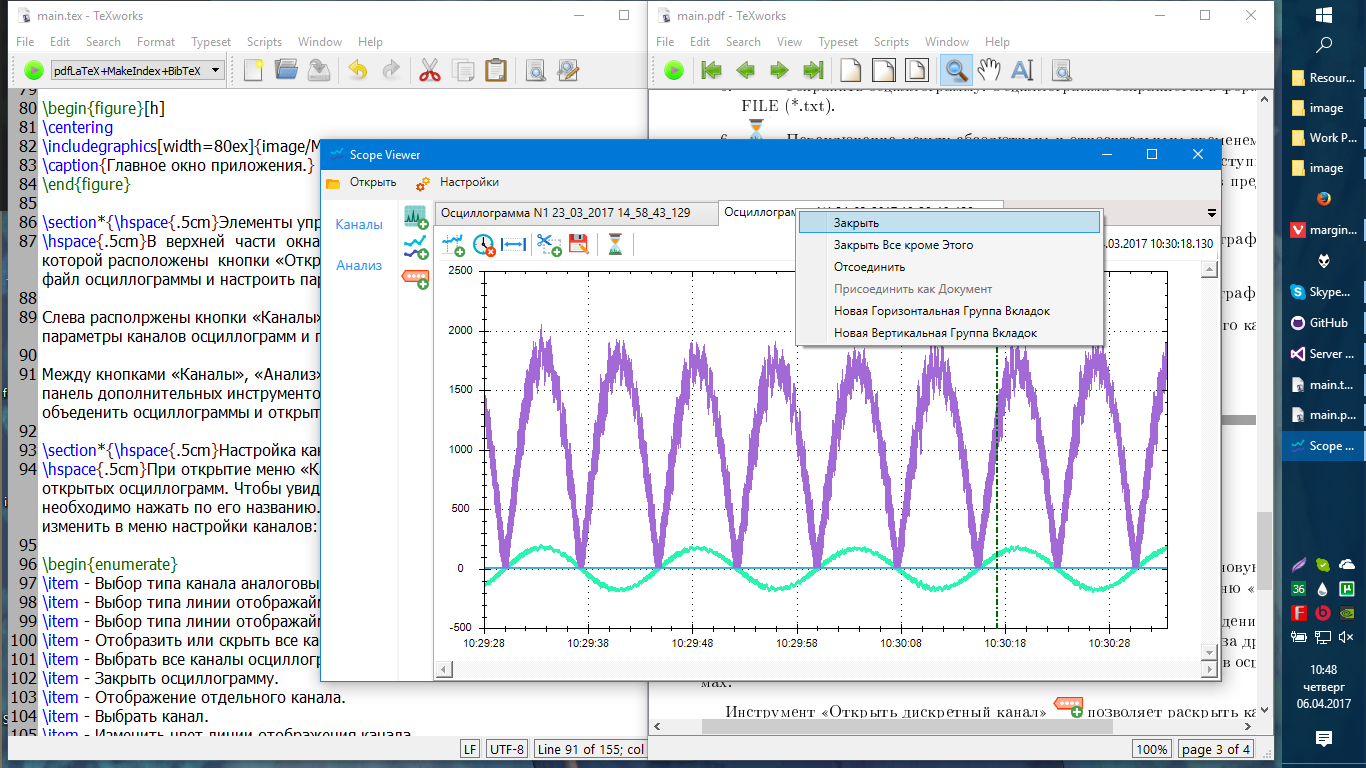 main.tex - TeXworks
File Edit Search Format Typeset Scripts Window Help
pdfLaTeX+MakeIndex+BibTeX
79
80 \begin{figure}[h]
81 \centering
82 \includegraphics[width=80ex]{image/M
83 \caption{Главное окно приложения.}
84 \end{figure}
85
86 \section*{\hspace{.5cm}Элементы упр
87 \hspace{.5cm}В верхней части окна
которой расположены кнопки «Откр
файл осциллограммы и настроить пар
88
89 Слева располржены кнопки «Каналы»
параметры каналов осциллограмм и п
90
91 Между кнопками «Каналы», «Анализ»
панель дополнительных инструменто
объеденить осциллограммы и открыт
92
93 \section*{\hspace{.5cm}Настройка кан
94 \hspace{.5cm}При открытие меню «К
открытых осциллограмм. Чтобы увид
необходимо нажать по его названию.
изменить в меню настройки каналов:
95
96 \begin{enumerate}
97 \item - Выбор типа канала аналоговы
98 \item - Выбор типа линии отображайм
99 \item - Выбор типа линии отображайм
100 \item - Отобразить или скрыть все ка
101 \item - Выбрать все каналы осциллогр
102 \item - Закрыть осциллограмму.
103 \item - Отображение отдельного канала.
104 \item - Выбрать канал.
105 \item - Изменить цвет линии отображения канала
LF UTF-8 Line 91 of 155; col
main.pdf - TeXworks
File Edit Search View Typeset Scripts Window Help
FILE (*.txt).
6.
мах.
Инструмент «Открыть дискретный канал» позволяет раскрыть ка
100% page 3 of 4
Scope Viewer
Открыть Настройки
Каналы
Анализ
Осциллограмма N1 23_03_2017 14_58_43_129
Осциллограм
.03.2017 10:30:18.130
Закрыть
Закрыть Все кроме Этого
Отсоединить
Присоединить как Документ
Новая Горизонтальная Группа Вкладок
Новая Вертикальная Группа Вкладок
2500
2000
1500
1000
500
0
-500
10:29:28 10:29:38 10:29:48 10:29:58 10:30:08 10:30:18 10:30:28
Resour...
image
Work P...
image
margin...
Skype...
GitHub
Server ...
main.t...
main.p...
Scope ...
36
10:48
четверг
06.04.2017